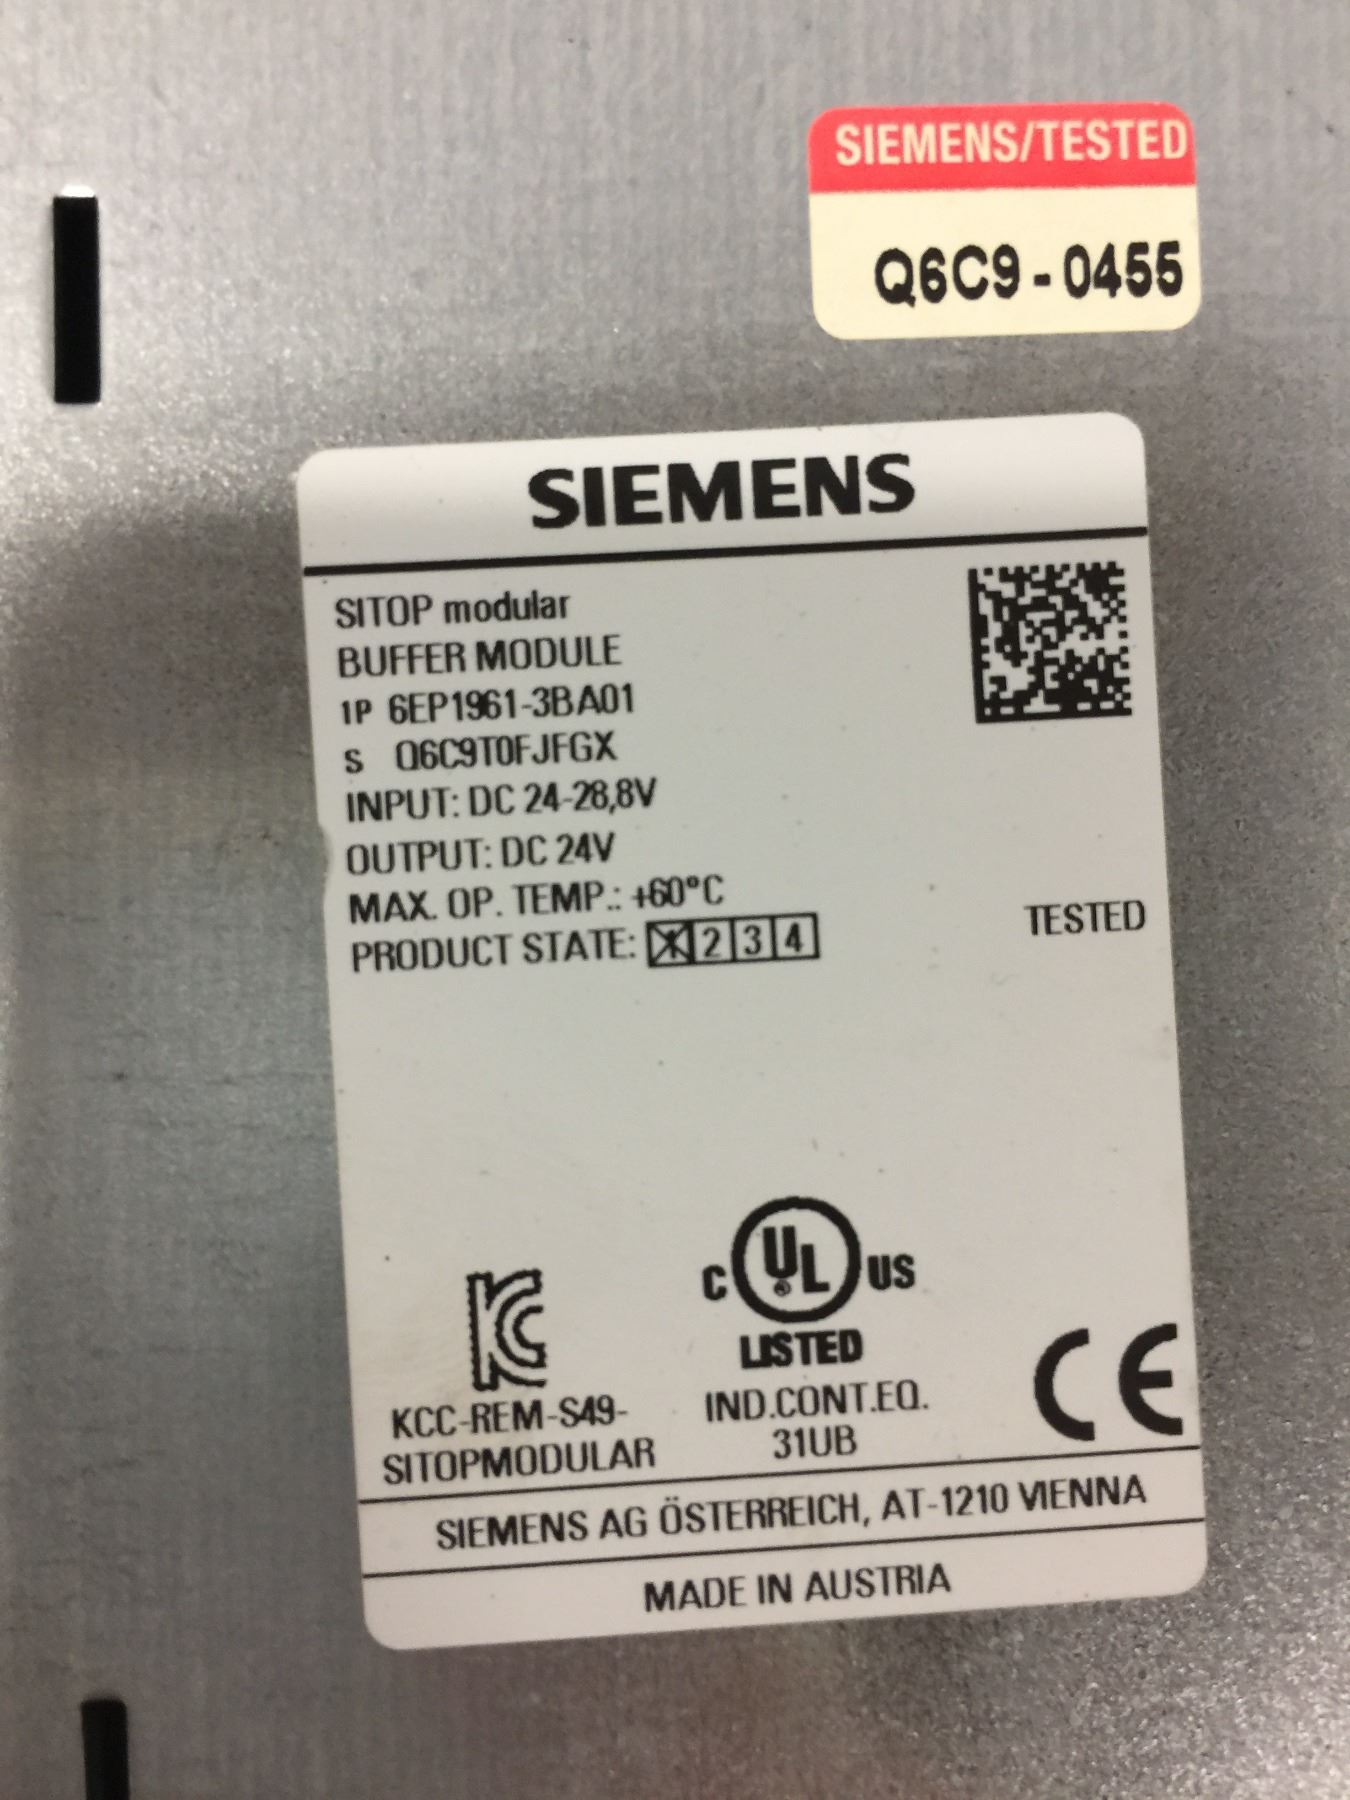 SIEMENS/TESTED
Q6C9-0455
SIEMENS
SITOP modular
BUFFER MODULE
1P 6EP1961-3BA01
S Q6C9T0FJFGX
INPUT: DC 24-28,8V
OUTPUT: DC 24V
MAX. OP. TEMP.: +60°C
PRODUCT STATE: 1 2 3 4
TESTED
C UL ® US
LISTED
IND.CONT.EQ.
31UB
KC
KCC-REM-S49-
SITOPMODULAR
CE
SIEMENS AG ÖSTERREICH, AT-1210 VIENNA
MADE IN AUSTRIA